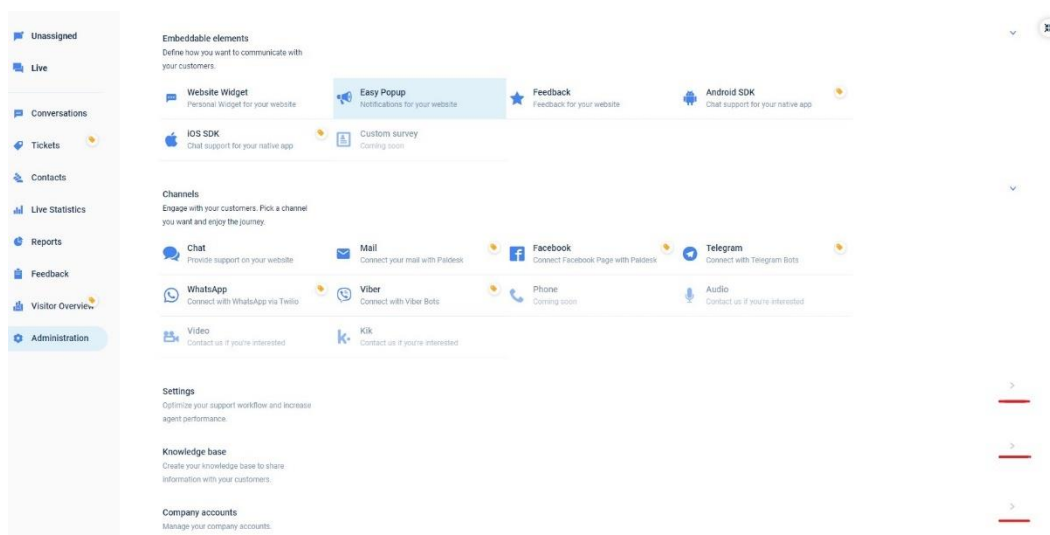 Unassigned
Live
Conversations
Tickets
Contacts
Live Statistics
Reports
Feedback
Visitor Overview
Administration
Embeddable elements
Define how you want to communicate with
your customers.
Website Widget
Personal Widget for your website
Easy Popup
Notifications for your website
Feedback
Feedback for your website
Android SDK
Chat support for your native app
iOS SDK
Chat support for your native app
Custom survey
Coming soon
Channels
Engage with your customers. Pick a channel
you want and enjoy the journey.
Chat
Provide support on your website
Mail
Connect your mail with Paldesk
Facebook
Connect Facebook Page with Paldesk
Telegram
Connect with Telegram Bots
WhatsApp
Connect with WhatsApp via Twilio
Viber
Connect with Viber Bots
Phone
Coming soon
Audio
Contact us if you're interested
Video
Contact us if you're interested
Kik
Contact us if you're interested
Settings
Optimize your support workflow and increase
agent performance.
Knowledge base
Create your knowledge base to share
information with your customers.
Company accounts
Manage your company accounts.